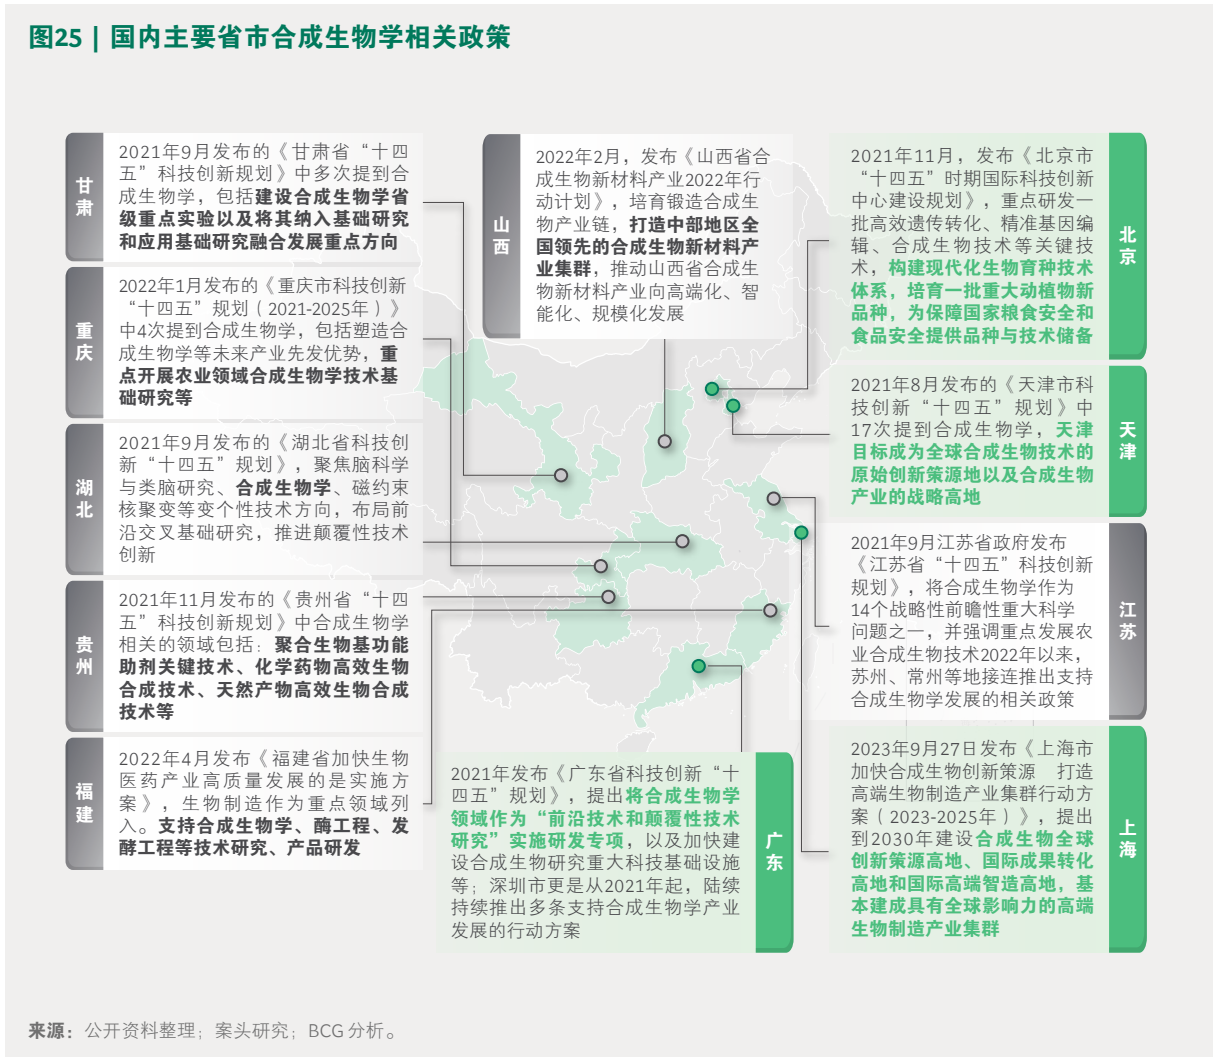 图25 | 国内主要省市合成生物学相关政策
甘肃
2021年9月发布的《甘肃省“十四
五”科技创新规划》中多次提到合
成生物学，包括建设合成生物学省
级重点实验以及将其纳入基础研究
和应用基础研究融合发展重点方向
重庆
2022年1月发布的《重庆市科技创新
“十四五”规划（2021-2025年）》
中4次提到合成生物学，包括塑造合
成生物学等未来产业先发优势，重
点开展农业领域合成生物学技术基
础研究等
湖北
2021年9月发布的《湖北省科技创
新“十四五”规划》，聚焦脑科学
与类脑研究、合成生物学、磁约束
核聚变等变个性技术方向，布局前
沿交叉基础研究，推进颠覆性技术
创新
贵州
2021年11月发布的《贵州省“十四
五”科技创新规划》中合成生物学
相关的领域包括：聚合生物基功能
助剂关键技术、化学药物高效生物
合成技术、天然产物高效生物合成
技术等
福建
2022年4月发布《福建省加快生物
医药产业高质量发展的是实施方
案》，生物制造作为重点领域列
入。支持合成生物学、酶工程、发
酵工程等技术研究、产品研发
山西
2022年2月，发布《山西省合
成生物新材料产业2022年行
动计划》，培育锻造合成生
物产业链，打造中部地区全
国领先的合成生物新材料产
业集群，推动山西省合成生
物新材料产业向高端化、智
能化、规模化发展
2021年11月，发布《北京市
“十四五”时期国际科技创新
中心建设规划》，重点研发一
批高效遗传转化、精准基因编
辑、合成生物技术等关键技
术，构建现代化生物育种技术
体系，培育一批重大动植物新
品种，为保障国家粮食安全和
食品安全提供品种与技术储备
北京
2021年8月发布的《天津市科
技创新“十四五”规划》中
17次提到合成生物学，天津
目标成为全球合成生物技术的
原始创新策源地以及合成生物
产业的战略高地
天津
2021年9月江苏省政府发布
《江苏省“十四五”科技创新
规划》，将合成生物学作为
14个战略性前瞻性重大科学
问题之一，并强调重点发展农
业合成生物技术2022年以来，
苏州、常州等地接连推出支持
合成生物学发展的相关政策
江苏
2021年发布《广东省科技创新“十
四五”规划》，提出将合成生物学
领域作为“前沿技术和颠覆性技术
研究”实施研发专项，以及加快建
设合成生物研究重大科技基础设施
等；深圳市更是从2021年起，陆续
持续推出多条支持合成生物学产业
发展的行动方案
广东
2023年9月27日发布《上海市
加快合成生物创新策源 打造
高端生物制造产业集群行动方
案（2023-2025年）》，提出
到2030年建设合成生物全球
创新策源高地、国际成果转化
高地和国际高端智造高地，基
本建成具有全球影响力的高端
生物制造产业集群
上海
来源：公开资料整理；案头研究；BCG分析。